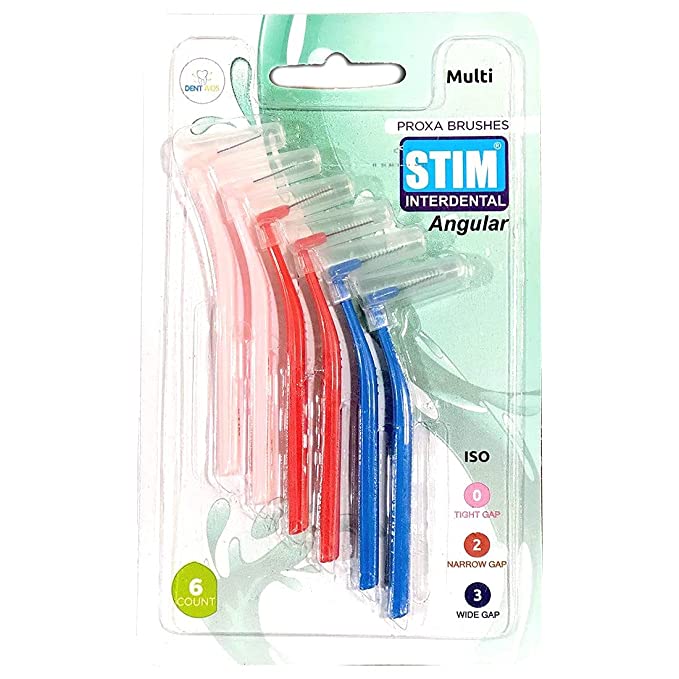 DENT AIDS
Multi
PROXA BRUSHES
STIM®
INTERDENTAL
Angular
ISO
0
TIGHT GAP
2
NARROW GAP
3
WIDE GAP
6
COUNT